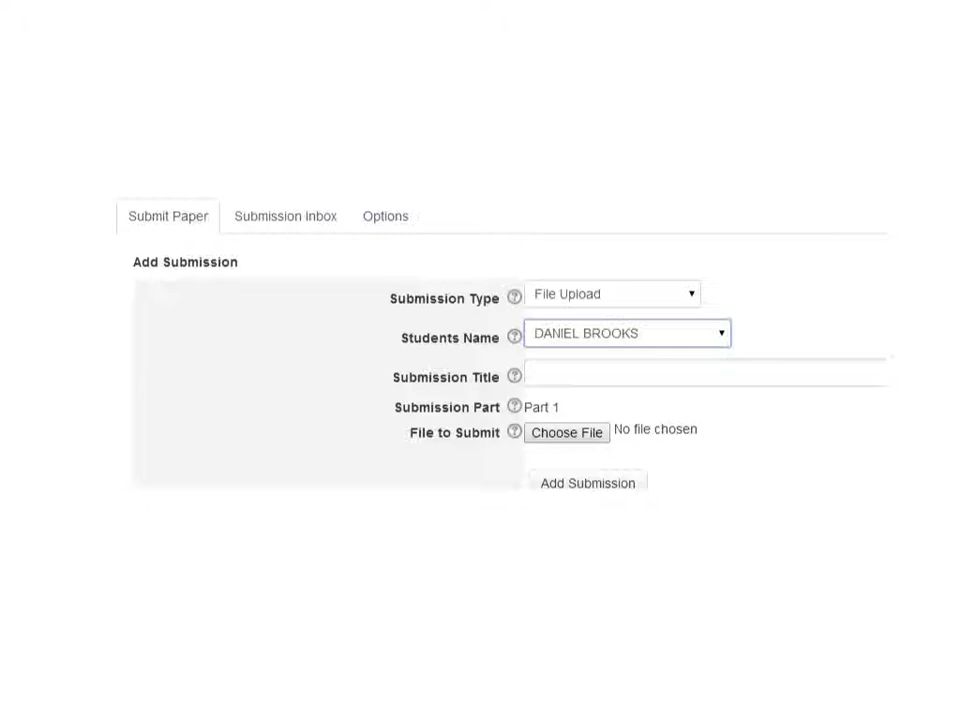 Submit Paper Submission Inbox Options
Add Submission
Submission Type File Upload
Students Name DANIEL BROOKS
Submission Title
Submission Part Part 1
File to Submit Choose File No file chosen
Add Submission